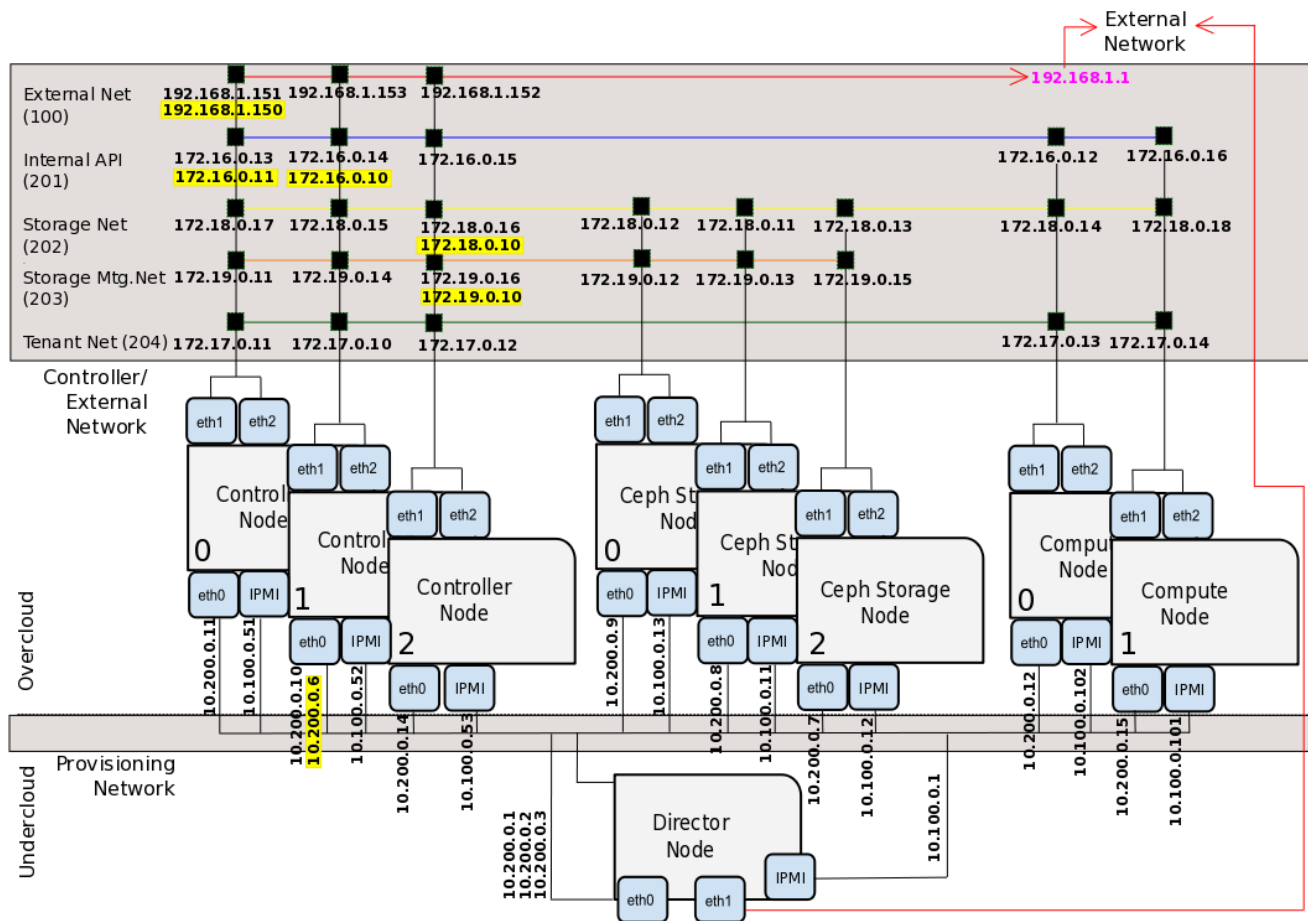 External
Network
192.168.1.1
External Net
(100)
192.168.1.151
192.168.1.150
192.168.1.153
192.168.1.152
Internal API
(201)
172.16.0.13
172.16.0.11
172.16.0.14
172.16.0.10
172.16.0.15
172.16.0.12
172.16.0.16
Storage Net
(202)
172.18.0.17
172.18.0.15
172.18.0.16
172.18.0.10
172.18.0.12
172.18.0.11
172.18.0.13
172.18.0.14
172.18.0.18
Storage Mtg.Net
(203)
172.19.0.11
172.19.0.14
172.19.0.16
172.19.0.10
172.19.0.12
172.19.0.13
172.19.0.15
Tenant Net (204)
172.17.0.11
172.17.0.10
172.17.0.12
172.17.0.13
172.17.0.14
Controller/
External
Network
eth1
eth2
Control
Node
0
eth0
IPMI
eth1
eth2
Control
Node
1
eth0
IPMI
eth1
eth2
Controller
Node
2
eth0
IPMI
eth1
eth2
Ceph St
Nod
0
eth0
IPMI
eth1
eth2
Ceph St
Nod
1
eth0
IPMI
eth1
eth2
Ceph Storage
Node
2
eth0
IPMI
eth1
eth2
Comput
Node
0
eth0
IPMI
eth1
eth2
Compute
Node
1
eth0
IPMI
Overcloud
10.200.0.11
10.100.0.51
10.200.0.10
10.200.0.6
10.100.0.52
10.200.0.14
10.100.0.53
10.200.0.9
10.100.0.13
10.200.0.8
10.100.0.11
10.200.0.7
10.100.0.12
10.200.0.12
10.100.0.102
10.200.0.15
10.100.0.101
Provisioning
Network
Undercloud
10.200.0.1
10.200.0.2
10.200.0.3
Director
Node
eth0
eth1
IPMI
10.100.0.1